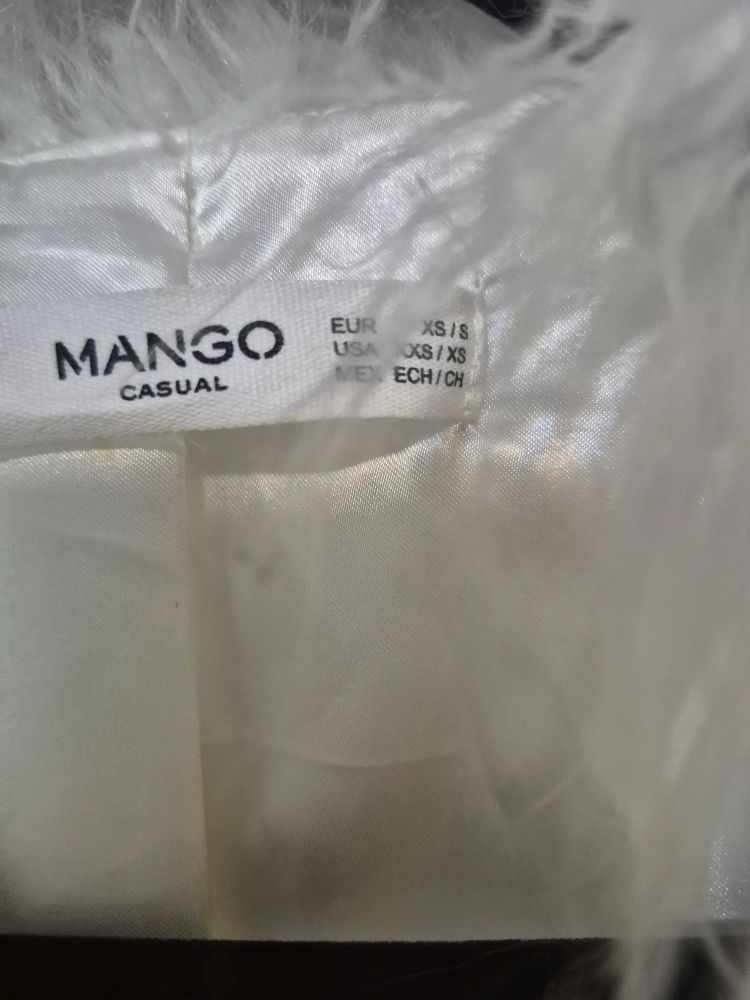 MANGO
CASUAL
EUR XS / S
USA XXS / XS
MEX ECH / CH